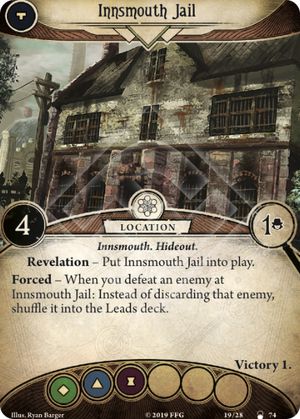 Innsmouth Jail
4
LOCATION
1
Innsmouth. Hideout.
Revelation – Put Innsmouth Jail into play.
Forced – When you defeat an enemy at
Innsmouth Jail: Instead of discarding that enemy,
shuffle it into the Leads deck.
Victory 1.
Illus. Ryan Barger
© 2019 FFG
19/28
74